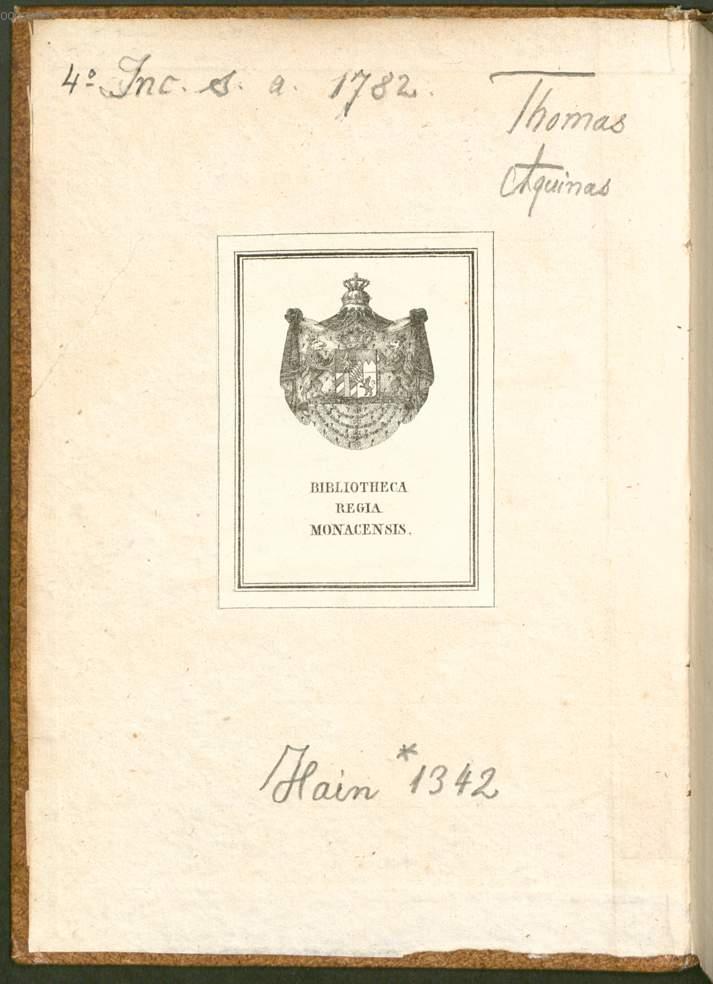 4° Inc. s. a. 1782.
Thomas
Aquinas
BIBLIOTHECA
REGIA
MONACENSIS.
Hain *1342